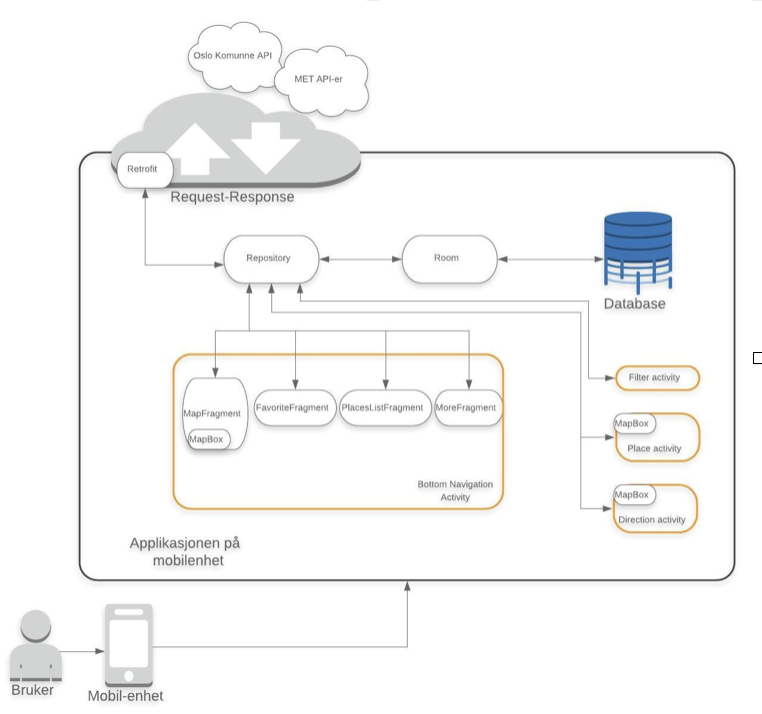 Oslo Komunne API
MET API-er
Retrofit
Request-Response
Repository
Room
Database
Filter activity
MapFragment
FavoriteFragment
PlacesListFragment
MoreFragment
MapBox
MapBox
Place activity
Bottom Navigation
Activity
MapBox
Direction activity
Applikasjonen på
mobilenhet
Bruker
Mobil-enhet